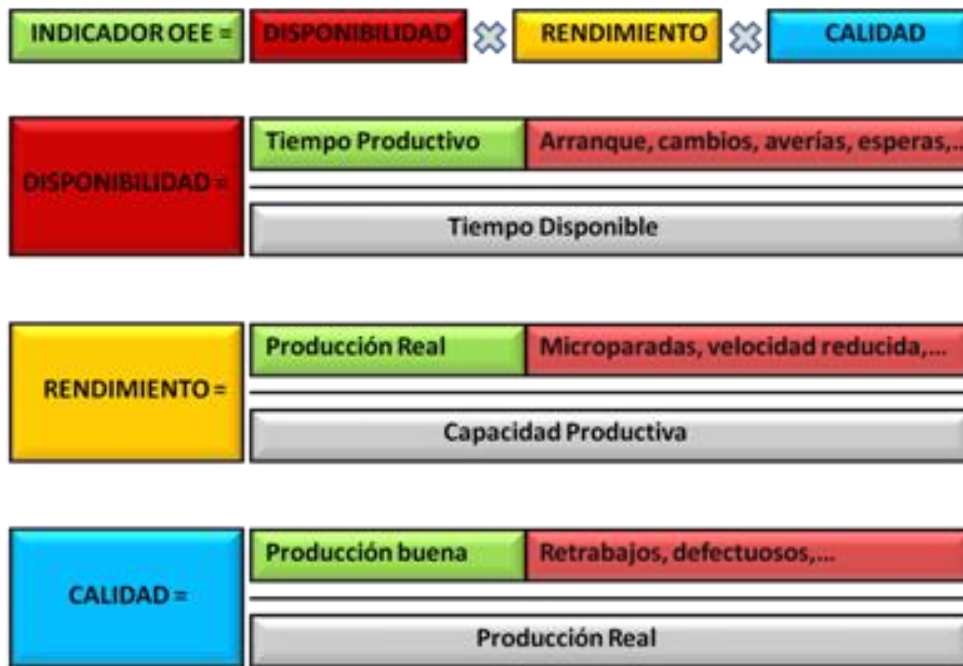 INDICADOR OEE = DISPONIBILIDAD RENDIMIENTO CALIDAD
Tiempo Productivo Arranque, cambios, averías, esperas,...
DISPONIBILIDAD =
Tiempo Disponible
Producción Real Microparadas, velocidad reducida,...
RENDIMIENTO =
Capacidad Productiva
Producción buena Retrabajos, defectuosos,...
CALIDAD =
Producción Real